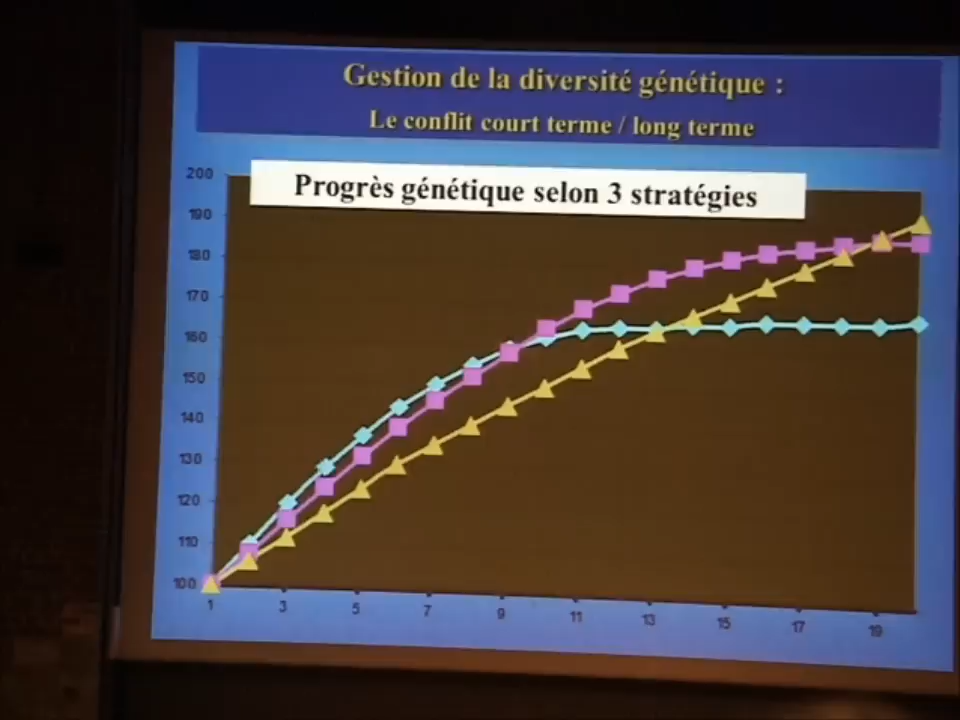 Gestion de la diversité génétique :
Le conflit court terme / long terme
Progrès génétique selon 3 stratégies
200
190
180
170
160
150
140
130
120
110
100
1 3 5 7 9 11 13 15 17 19